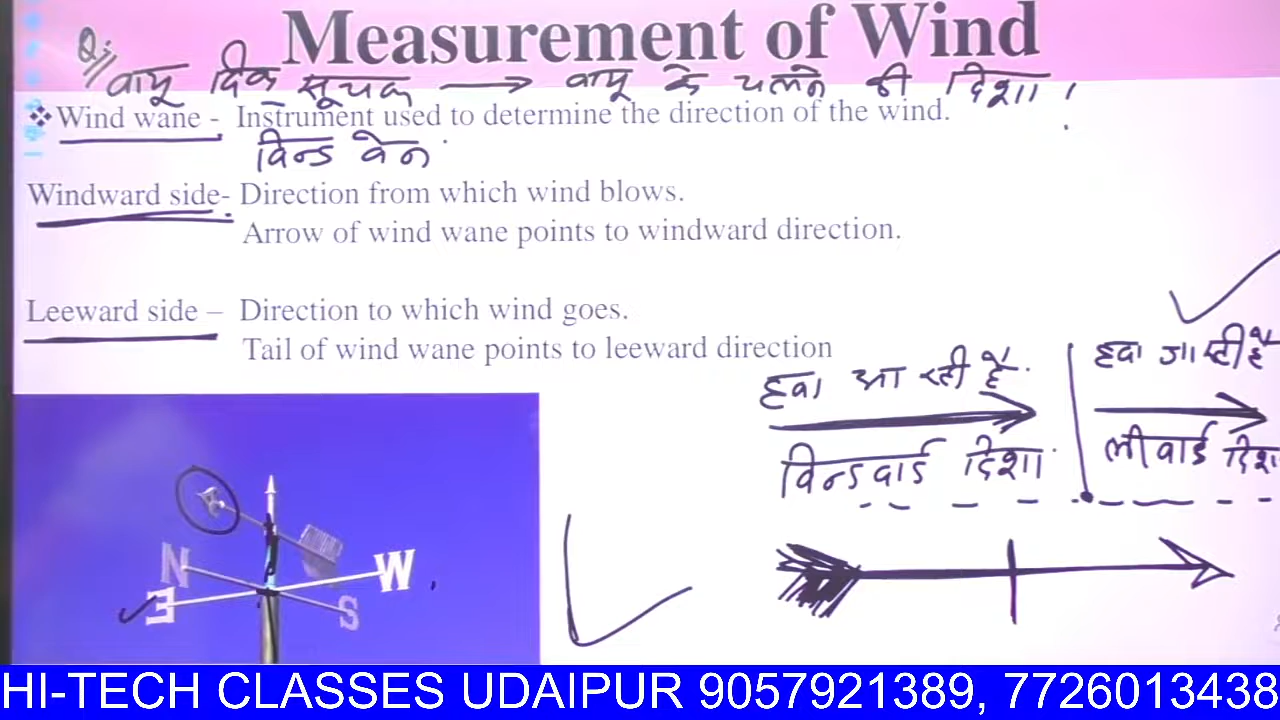 Measurement of Wind
Q:// वायु दिक सूचक → वायु के चलने की दिशा।
❖ Wind wane - Instrument used to determine the direction of the wind.
विन्ड वेन
Windward side- Direction from which wind blows.
Arrow of wind wane points to windward direction.
Leeward side – Direction to which wind goes.
Tail of wind wane points to leeward direction
हवा आ रही है
हवा जा रही है
विन्डवार्ड दिशा
लीवार्ड दिशा
N
W
E
S
HI-TECH CLASSES UDAIPUR 9057921389, 7726013438